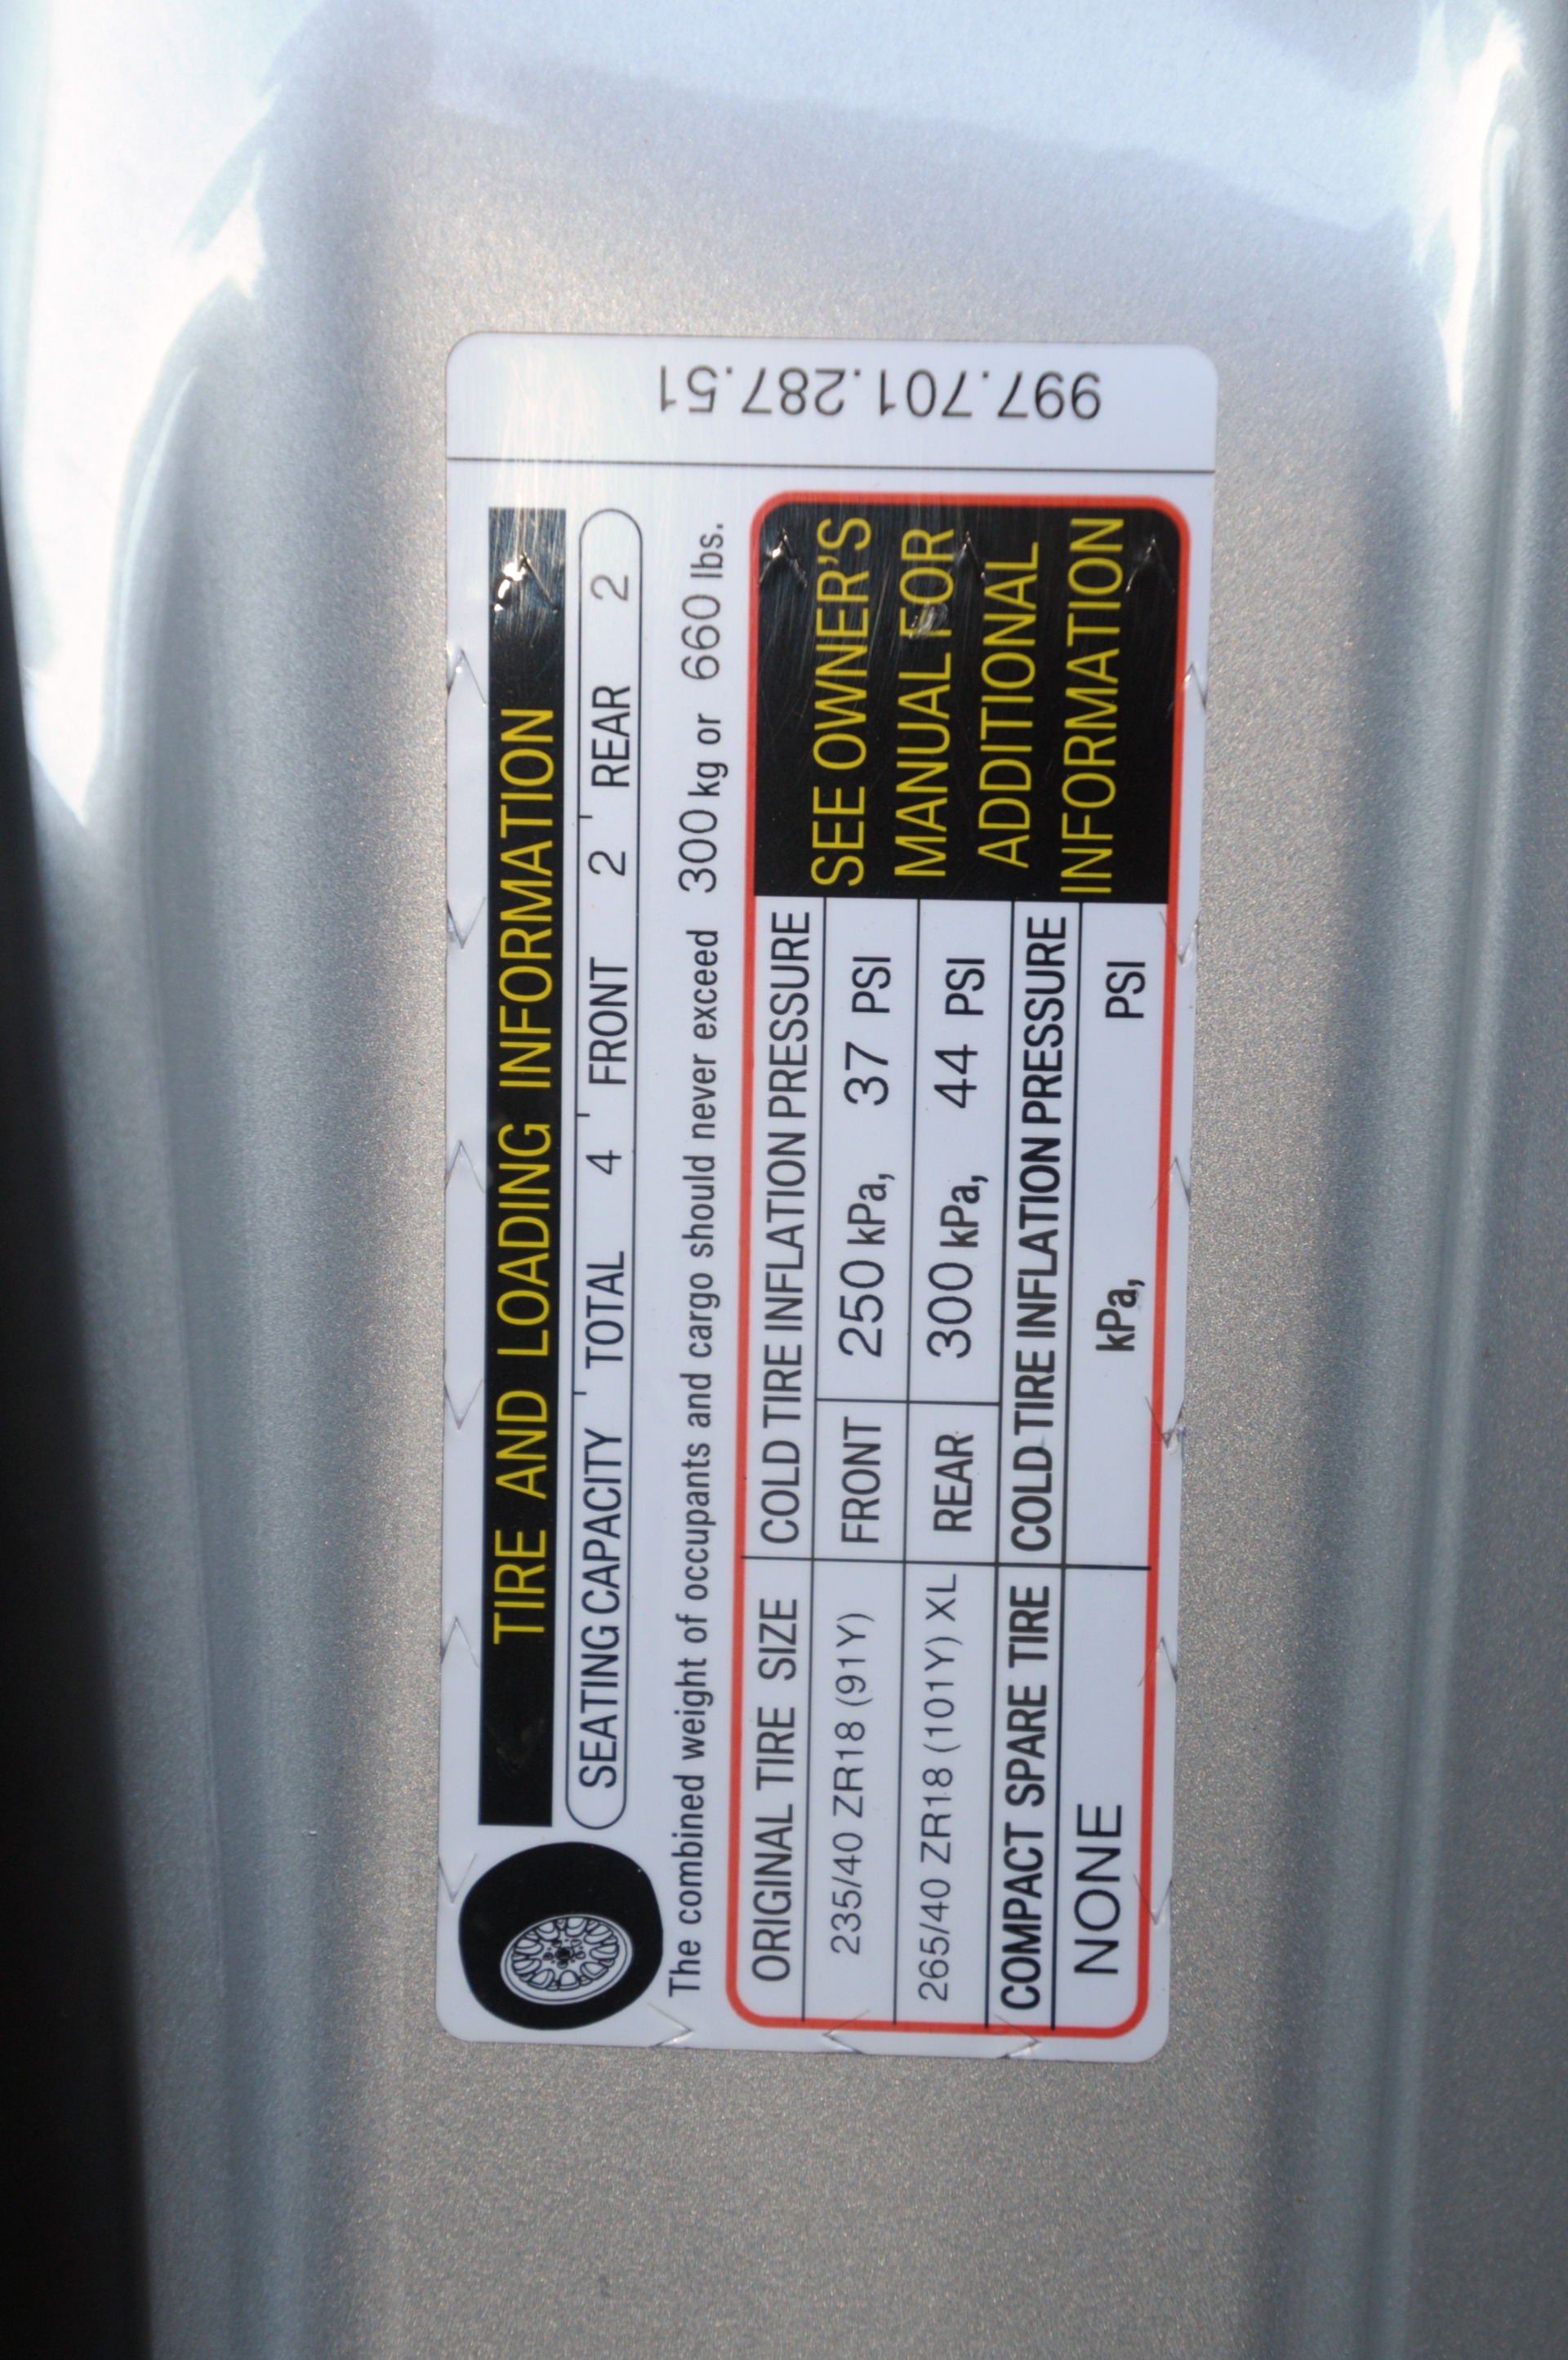 TIRE AND LOADING INFORMATION
SEATING CAPACITY TOTAL 4 FRONT 2 REAR 2
The combined weight of occupants and cargo should never exceed 300 kg or 660 lbs.
ORIGINAL TIRE SIZE COLD TIRE INFLATION PRESSURE
235/40 ZR18 (91Y) FRONT 250 kPa, 37 PSI
265/40 ZR18 (101Y) XL REAR 300 kPa, 44 PSI
COMPACT SPARE TIRE COLD TIRE INFLATION PRESSURE
NONE kPa, PSI
SEE OWNER'S
MANUAL FOR
ADDITIONAL
INFORMATION
997.701.287.51